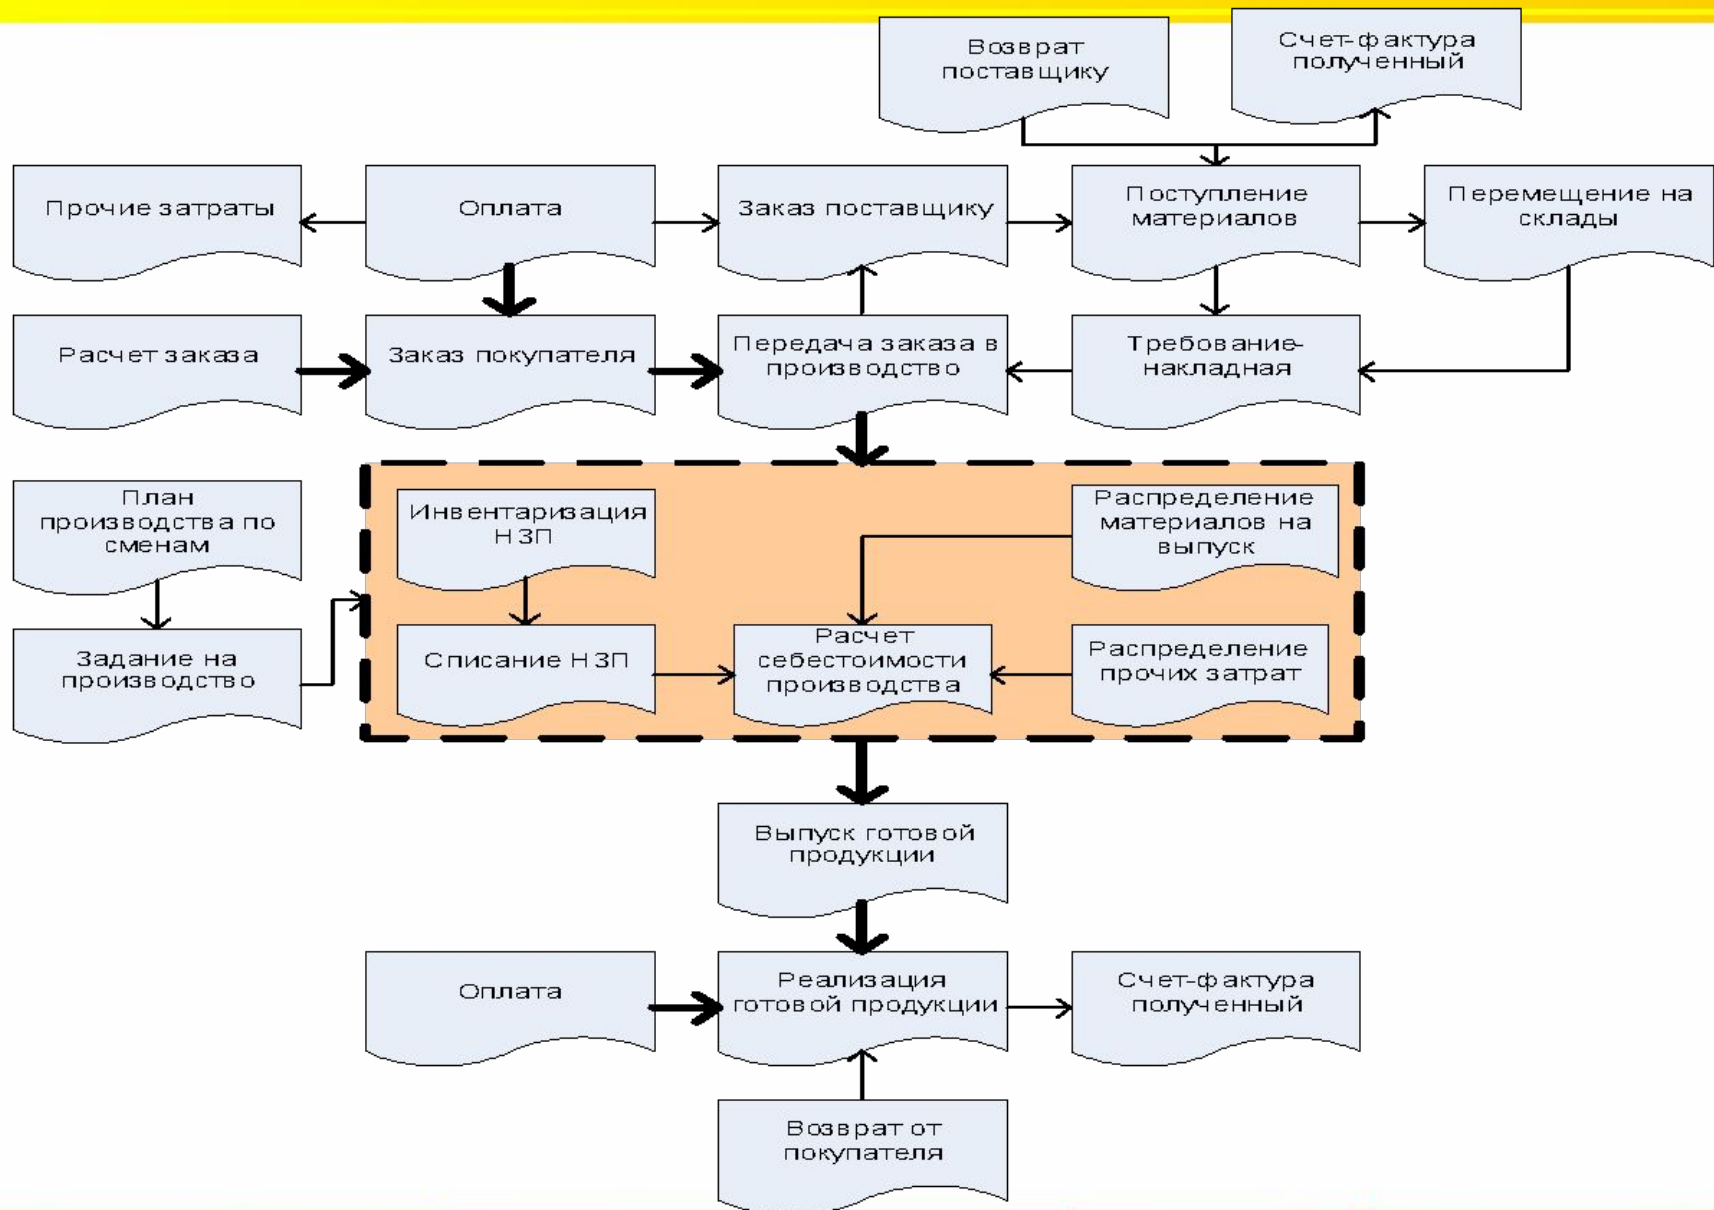 Возврат
поставщику
Счет-фактура
полученный
Прочие затраты
Оплата
Заказ поставщику
Поступление
материалов
Перемещение на
склады
Расчет заказа
Заказ покупателя
Передача заказа в
производство
Требование-
накладная
План
производства по
сменам
Инвентаризация
НЗП
Распределение
материалов на
выпуск
Задание на
производство
Списание НЗП
Расчет
себестоимости
производства
Распределение
прочих затрат
Выпуск готовой
продукции
Оплата
Реализация
готовой продукции
Счет-фактура
полученный
Возврат от
покупателя